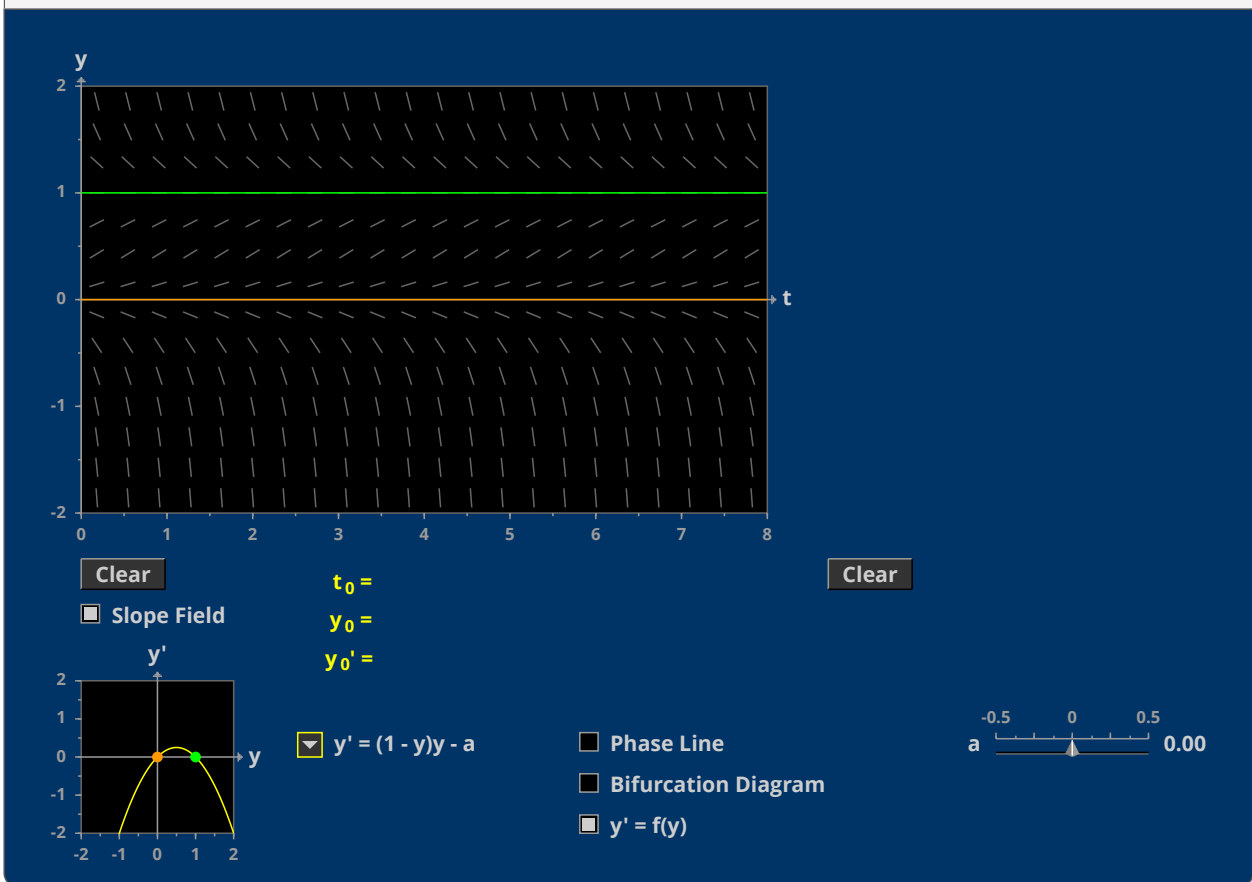 y
2
1
0
-1
-2
t
0 1 2 3 4 5 6 7 8
Clear
Clear
t0 =
Slope Field
y0 =
y0' =
y'
2
1
0
-1
-2
y
-2 -1 0 1 2
y' = (1 - y)y - a
Phase Line
Bifurcation Diagram
y' = f(y)
-0.5 0 0.5
a 0.00